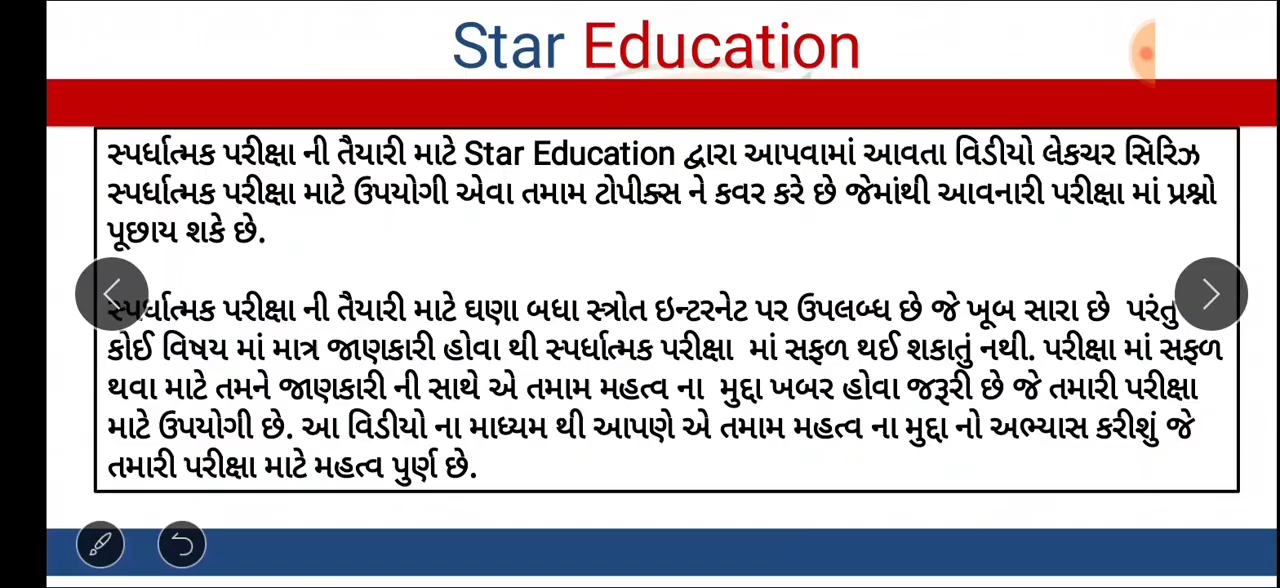 Star Education
સ્પર્ધાત્મક પરીક્ષા ની તૈયારી માટે Star Education દ્વારા આપવામાં આવતા વિડીયો લેકચર સિરિઝ
સ્પર્ધાત્મક પરીક્ષા માટે ઉપયોગી એવા તમામ ટોપીક્સ ને કવર કરે છે જેમાંથી આવનારી પરીક્ષા માં પ્રશ્નો
પૂછાય શકે છે.
સ્પર્ધાત્મક પરીક્ષા ની તૈયારી માટે ઘણા બધા સ્ત્રોત ઇન્ટરનેટ પર ઉપલબ્ધ છે જે ખૂબ સારા છે પરંતુ
કોઈ વિષય માં માત્ર જાણકારી હોવા થી સ્પર્ધાત્મક પરીક્ષા માં સફળ થઈ શકાતું નથી. પરીક્ષા માં સફળ
થવા માટે તમને જાણકારી ની સાથે એ તમામ મહત્વ ના મુદ્દા ખબર હોવા જરૂરી છે જે તમારી પરીક્ષા
માટે ઉપયોગી છે. આ વિડીયો ના માધ્યમ થી આપણે એ તમામ મહત્વ ના મુદ્દા નો અભ્યાસ કરીશું જે
તમારી પરીક્ષા માટે મહત્વ પુર્ણ છે.